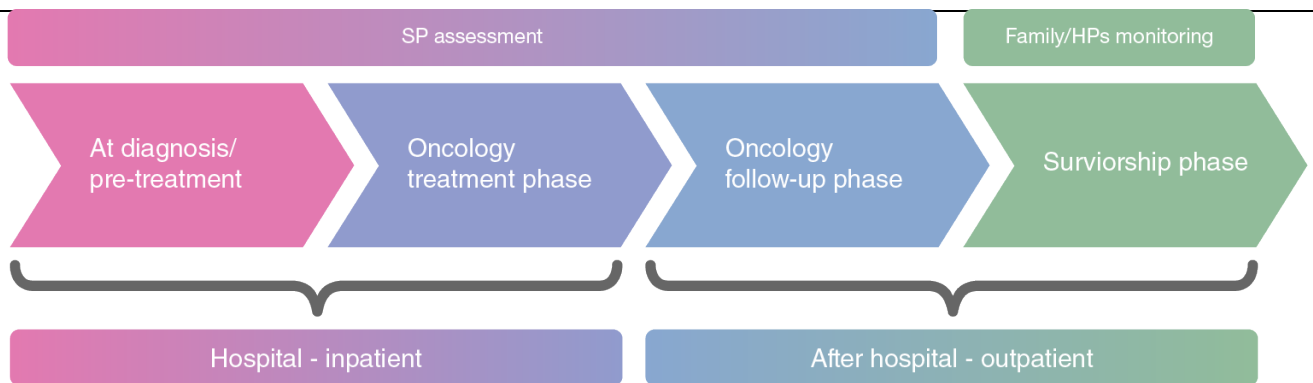 SP assessment
Family/HPs monitoring
At diagnosis/
pre-treatment
Oncology
treatment phase
Oncology
follow-up phase
Surviorship phase
Hospital - inpatient
After hospital - outpatient